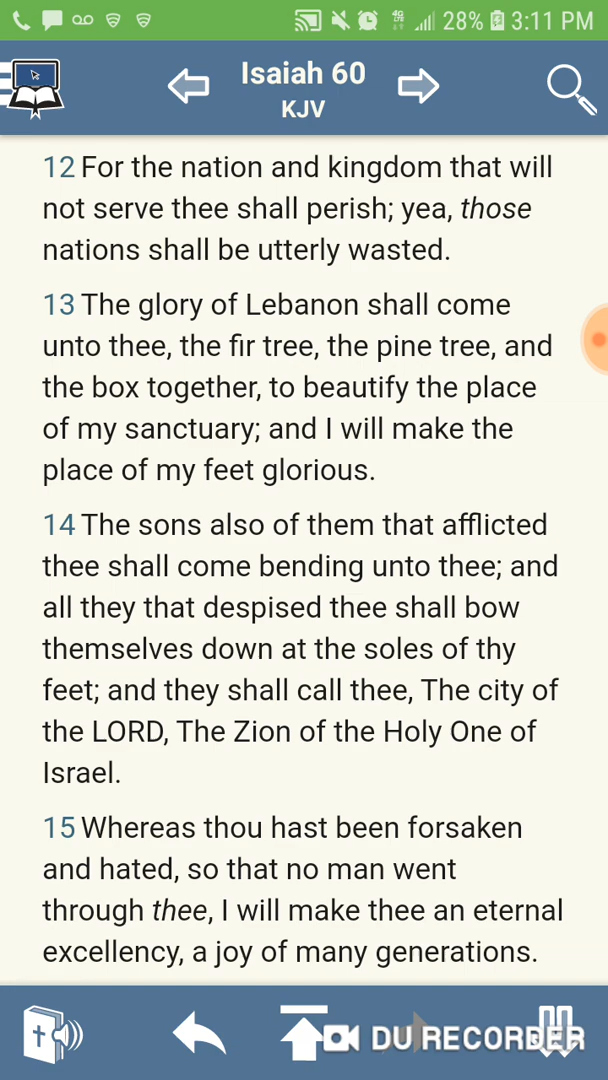 28% 3:11 PM
Isaiah 60
KJV
12 For the nation and kingdom that will
not serve thee shall perish; yea, those
nations shall be utterly wasted.
13 The glory of Lebanon shall come
unto thee, the fir tree, the pine tree, and
the box together, to beautify the place
of my sanctuary; and I will make the
place of my feet glorious.
14 The sons also of them that afflicted
thee shall come bending unto thee; and
all they that despised thee shall bow
themselves down at the soles of thy
feet; and they shall call thee, The city of
the LORD, The Zion of the Holy One of
Israel.
15 Whereas thou hast been forsaken
and hated, so that no man went
through thee, I will make thee an eternal
excellency, a joy of many generations.
DU RECORDER